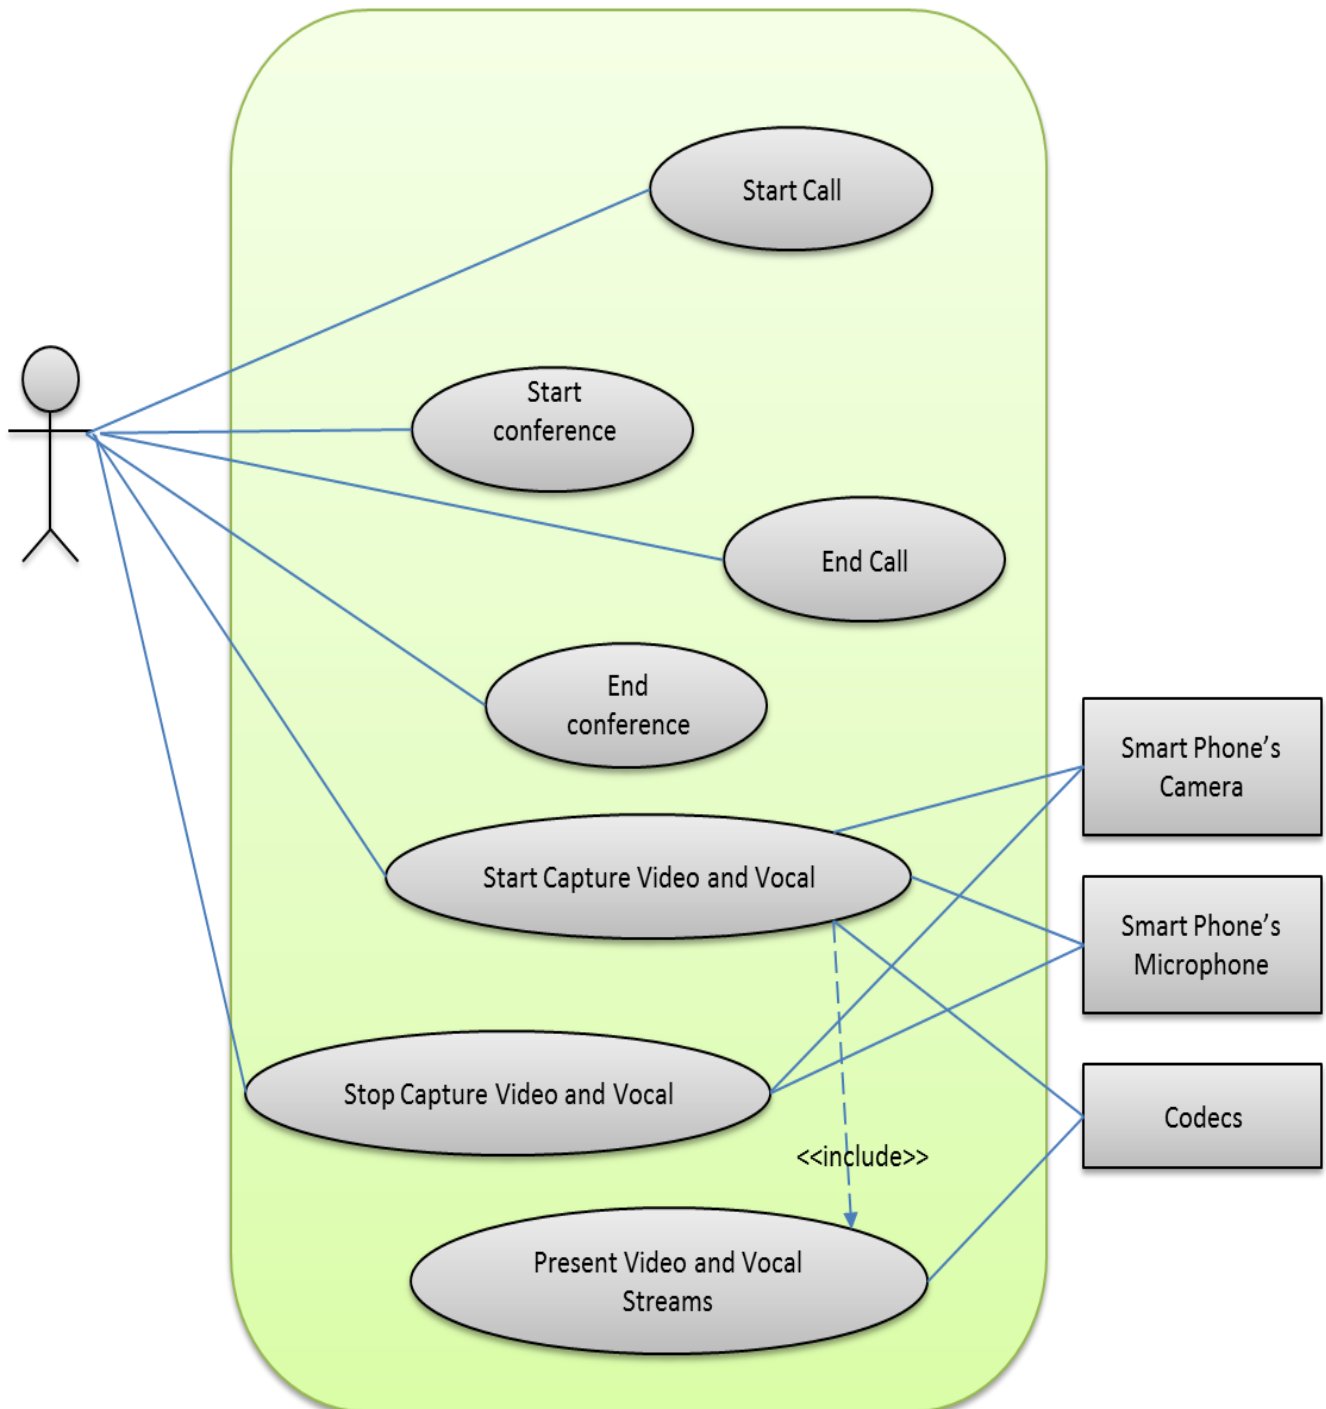 Start Call
Start
conference
End Call
End
conference
Smart Phone’s
Camera
Start Capture Video and Vocal
Smart Phone’s
Microphone
Stop Capture Video and Vocal
Codecs
<<include>>
Present Video and Vocal
Streams